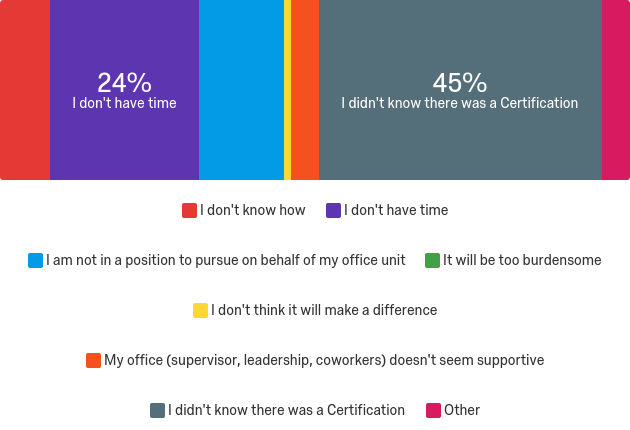 24%
I don't have time
45%
I didn't know there was a Certification
I don't know how
I don't have time
I am not in a position to pursue on behalf of my office unit
It will be too burdensome
I don't think it will make a difference
My office (supervisor, leadership, coworkers) doesn't seem supportive
I didn't know there was a Certification
Other